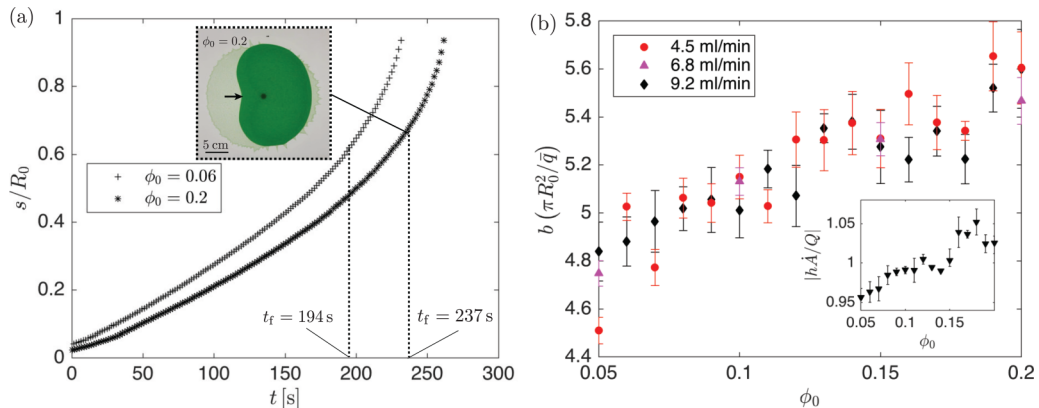 (a)
1
0.8
0.6
0.4
0.2
0
s/R₀
0
50
100
150
200
250
300
t [s]
ϕ₀ = 0.2
5 cm
+ ϕ₀ = 0.06
* ϕ₀ = 0.2
t_f = 194 s
t_f = 237 s
(b)
5.8
5.6
5.4
5.2
5
4.8
4.6
4.4
b (πR₀²/q̄)
4.5 ml/min
6.8 ml/min
9.2 ml/min
0.05
0.1
0.15
0.2
ϕ₀
1.05
1
0.95
|hȦ/Q|
0.05
0.1
0.15
ϕ₀